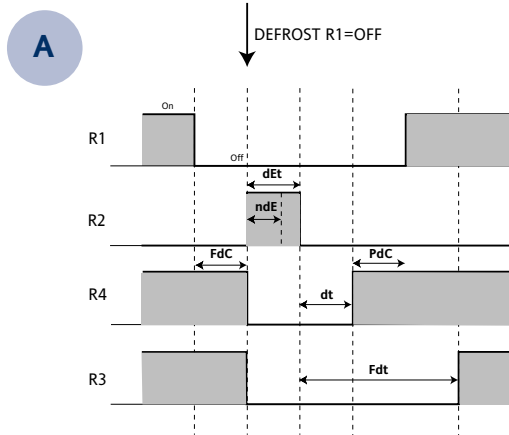 A
DEFROST R1=OFF
On
R1
Off
dEt
R2
ndE
FdC
PdC
R4
dt
R3
Fdt